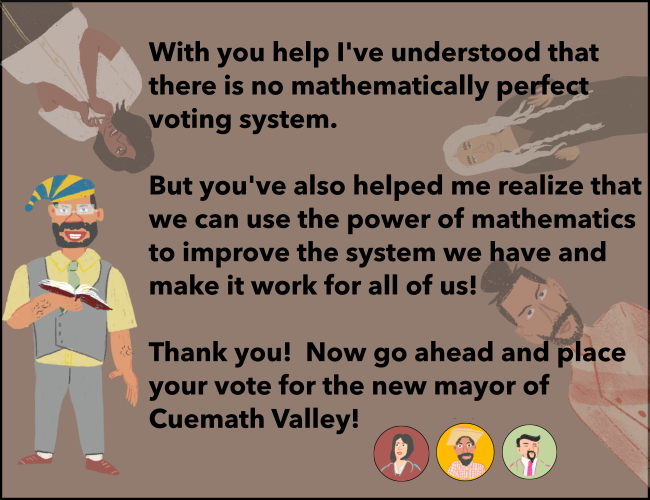 With you help I've understood that
there is no mathematically perfect
voting system.
But you've also helped me realize that
we can use the power of mathematics
to improve the system we have and
make it work for all of us!
Thank you!  Now go ahead and place
your vote for the new mayor of
Cuemath Valley!